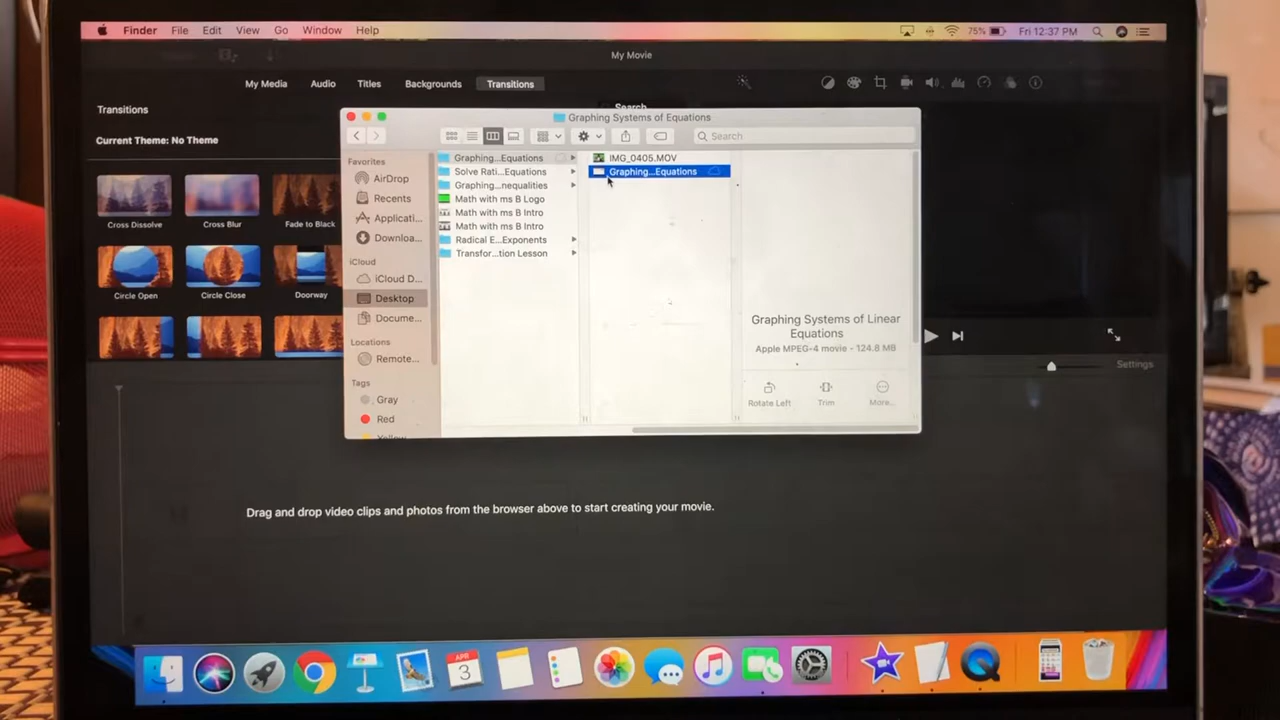 Finder File Edit View Go Window Help 75% Fri 12:37 PM
My Movie
My Media Audio Titles Backgrounds Transitions
Transitions
Search
Current Theme: No Theme
Cross Dissolve Cross Blur Fade to Black
Circle Open Circle Close Doorway
Graphing Systems of Equations
Search
Favorites
AirDrop
Recents
Applicati...
Downloa...
iCloud
iCloud D...
Desktop
Docume...
Locations
Remote...
Tags
Gray
Red
Yellow
Graphing...Equations
Solve Rati...Equations
Graphing...nequalities
Math with ms B Logo
Math with ms B Intro
Math with ms B Intro
Radical E...Exponents
Transfor...tion Lesson
IMG_0405.MOV
Graphing...Equations
Graphing Systems of Linear
Equations
Apple MPEG-4 movie - 124.8 MB
Rotate Left Trim More...
Settings
Drag and drop video clips and photos from the browser above to start creating your movie.
APR
3